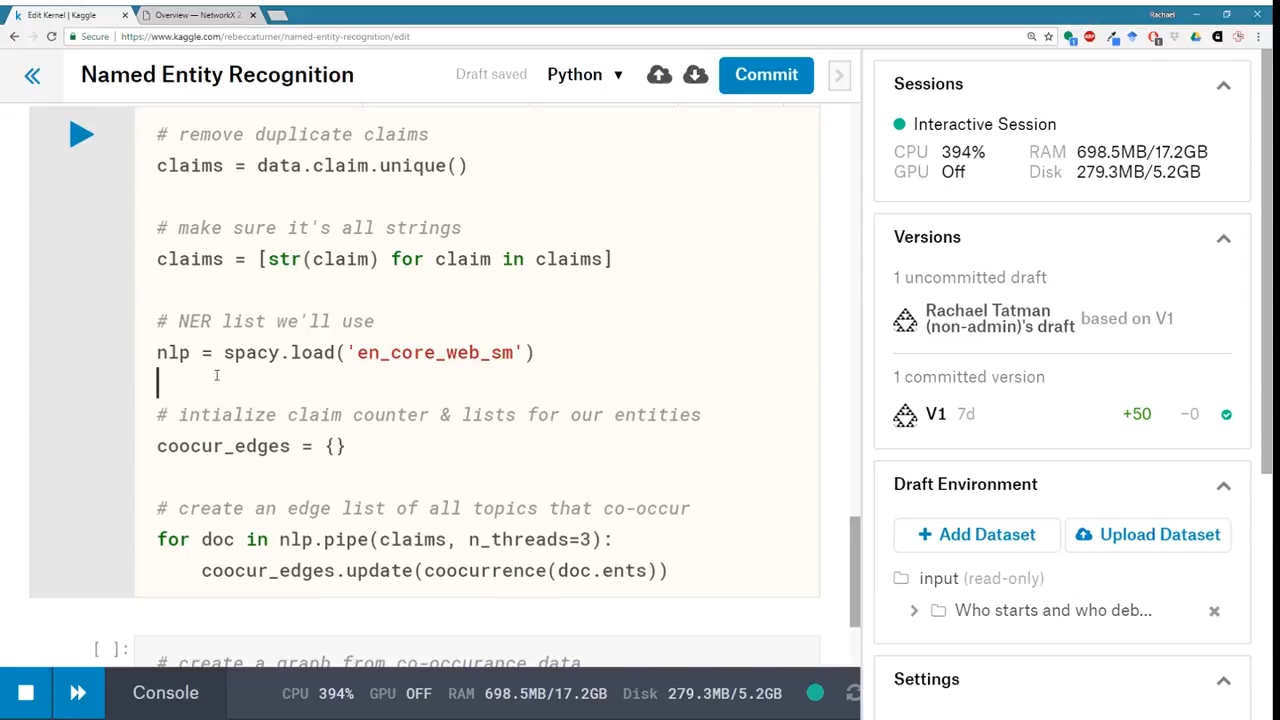 Edit Kernel | Kaggle
Overview — NetworkX 2
Rachael
Secure | https://www.kaggle.com/rebeccaturner/named-entity-recognition/edit
Named Entity Recognition
Draft saved
Python
Commit
# remove duplicate claims
claims = data.claim.unique()
# make sure it's all strings
claims = [str(claim) for claim in claims]
# NER list we'll use
nlp = spacy.load('en_core_web_sm')
# intialize claim counter & lists for our entities
coocur_edges = {}
# create an edge list of all topics that co-occur
for doc in nlp.pipe(claims, n_threads=3):
coocur_edges.update(coocurrence(doc.ents))
[ ]:
# create a graph from co-occurance data
Console
CPU 394% GPU OFF RAM 698.5MB/17.2GB Disk 279.3MB/5.2GB
Sessions
Interactive Session
CPU 394% RAM 698.5MB/17.2GB
GPU Off Disk 279.3MB/5.2GB
Versions
1 uncommitted draft
Rachael Tatman
(non-admin)'s draft
based on V1
1 committed version
V1 7d +50 −0
Draft Environment
+ Add Dataset
Upload Dataset
input (read-only)
Who starts and who deb...
Settings